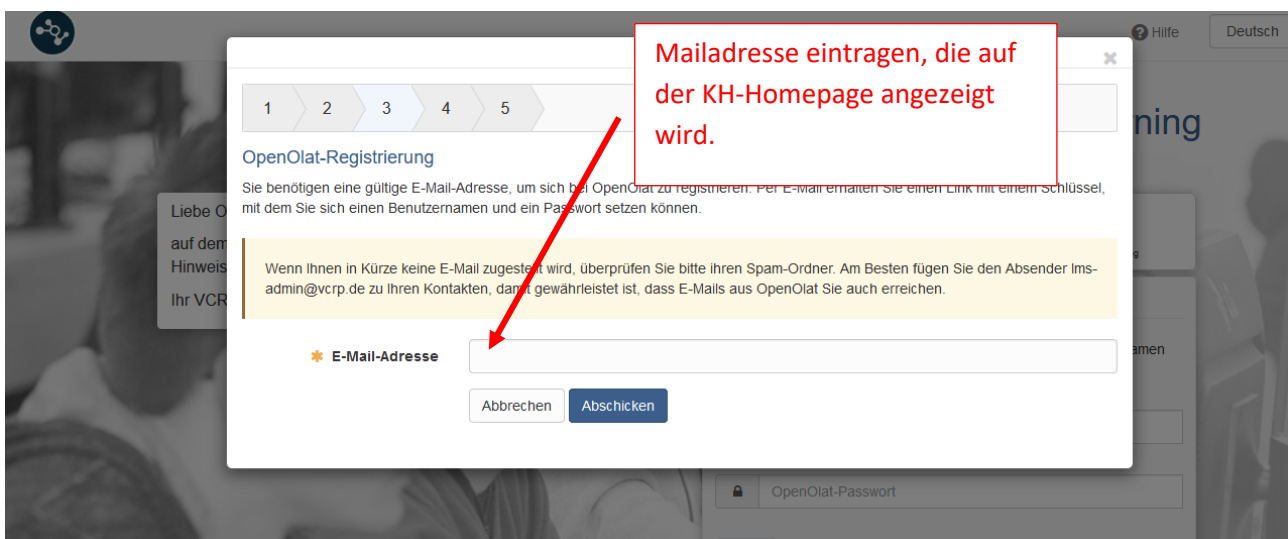 Hilfe
Deutsch
Mailadresse eintragen, die auf
der KH-Homepage angezeigt
wird.
1 2 3 4 5
ning
OpenOlat-Registrierung
Sie benötigen eine gültige E-Mail-Adresse, um sich bei OpenOlat zu registrieren. Per E-Mail erhalten Sie einen Link mit einem Schlüssel,
mit dem Sie sich einen Benutzernamen und ein Passwort setzen können.
Liebe O
auf dem
Hinweis
Ihr VCR
Wenn Ihnen in Kürze keine E-Mail zugestellt wird, überprüfen Sie bitte ihren Spam-Ordner. Am Besten fügen Sie den Absender lms-
admin@vcrp.de zu Ihren Kontakten, damit gewährleistet ist, dass E-Mails aus OpenOlat Sie auch erreichen.
E-Mail-Adresse
amen
Abbrechen Abschicken
OpenOlat-Passwort